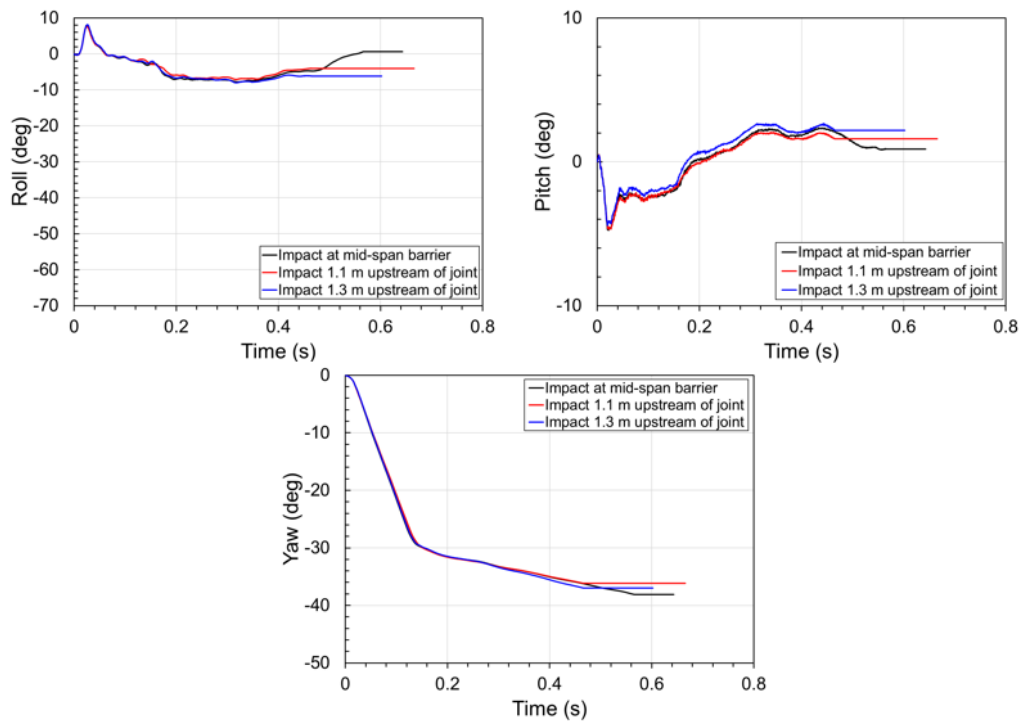 10
0
-10
-20
-30
-40
-50
-60
-70
Roll (deg)
Impact at mid-span barrier
Impact 1.1 m upstream of joint
Impact 1.3 m upstream of joint
0
0.2
0.4
0.6
0.8
Time (s)
10
0
-10
Pitch (deg)
Impact at mid-span barrier
Impact 1.1 m upstream of joint
Impact 1.3 m upstream of joint
0
0.2
0.4
0.6
0.8
Time (s)
0
-10
-20
-30
-40
-50
Yaw (deg)
Impact at mid-span barrier
Impact 1.1 m upstream of joint
Impact 1.3 m upstream of joint
0
0.2
0.4
0.6
0.8
Time (s)